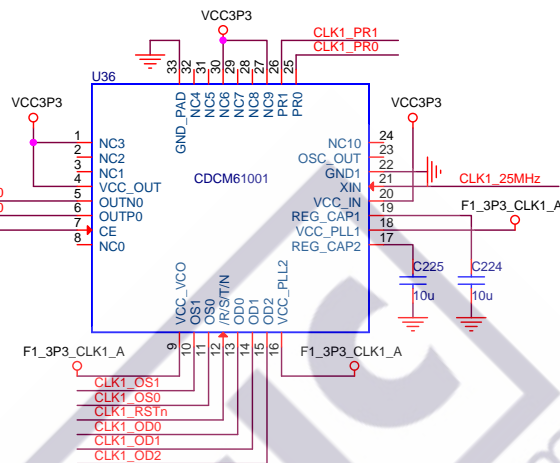 VCC3P3
CLK1_PR1
CLK1_PR0
33 32 31 30 29 28 27 26 25
U36
GND_PAD NC4 NC5 NC6 NC7 NC8 NC9 PR1 PR0
VCC3P3
VCC3P3
1 NC3
2 NC2
3 NC1
4 VCC_OUT
5 OUTN0
6 OUTP0
7 CE
8 NC0
CDCM61001
NC10 24
OSC_OUT 23
GND1 22
XIN 21
VCC_IN 20
REG_CAP1 19
VCC_PLL1 18
REG_CAP2 17
CLK1_25MHz
F1_3P3_CLK1_A
C225
10u
C224
10u
VCC_VCO OS1 OS0 /R/S/T/N OD0 OD1 OD2 VCC_PLL2
9 10 11 12 13 14 15 16
F1_3P3_CLK1_A
F1_3P3_CLK1_A
CLK1_OS1
CLK1_OS0
CLK1_RSTn
CLK1_OD0
CLK1_OD1
CLK1_OD2